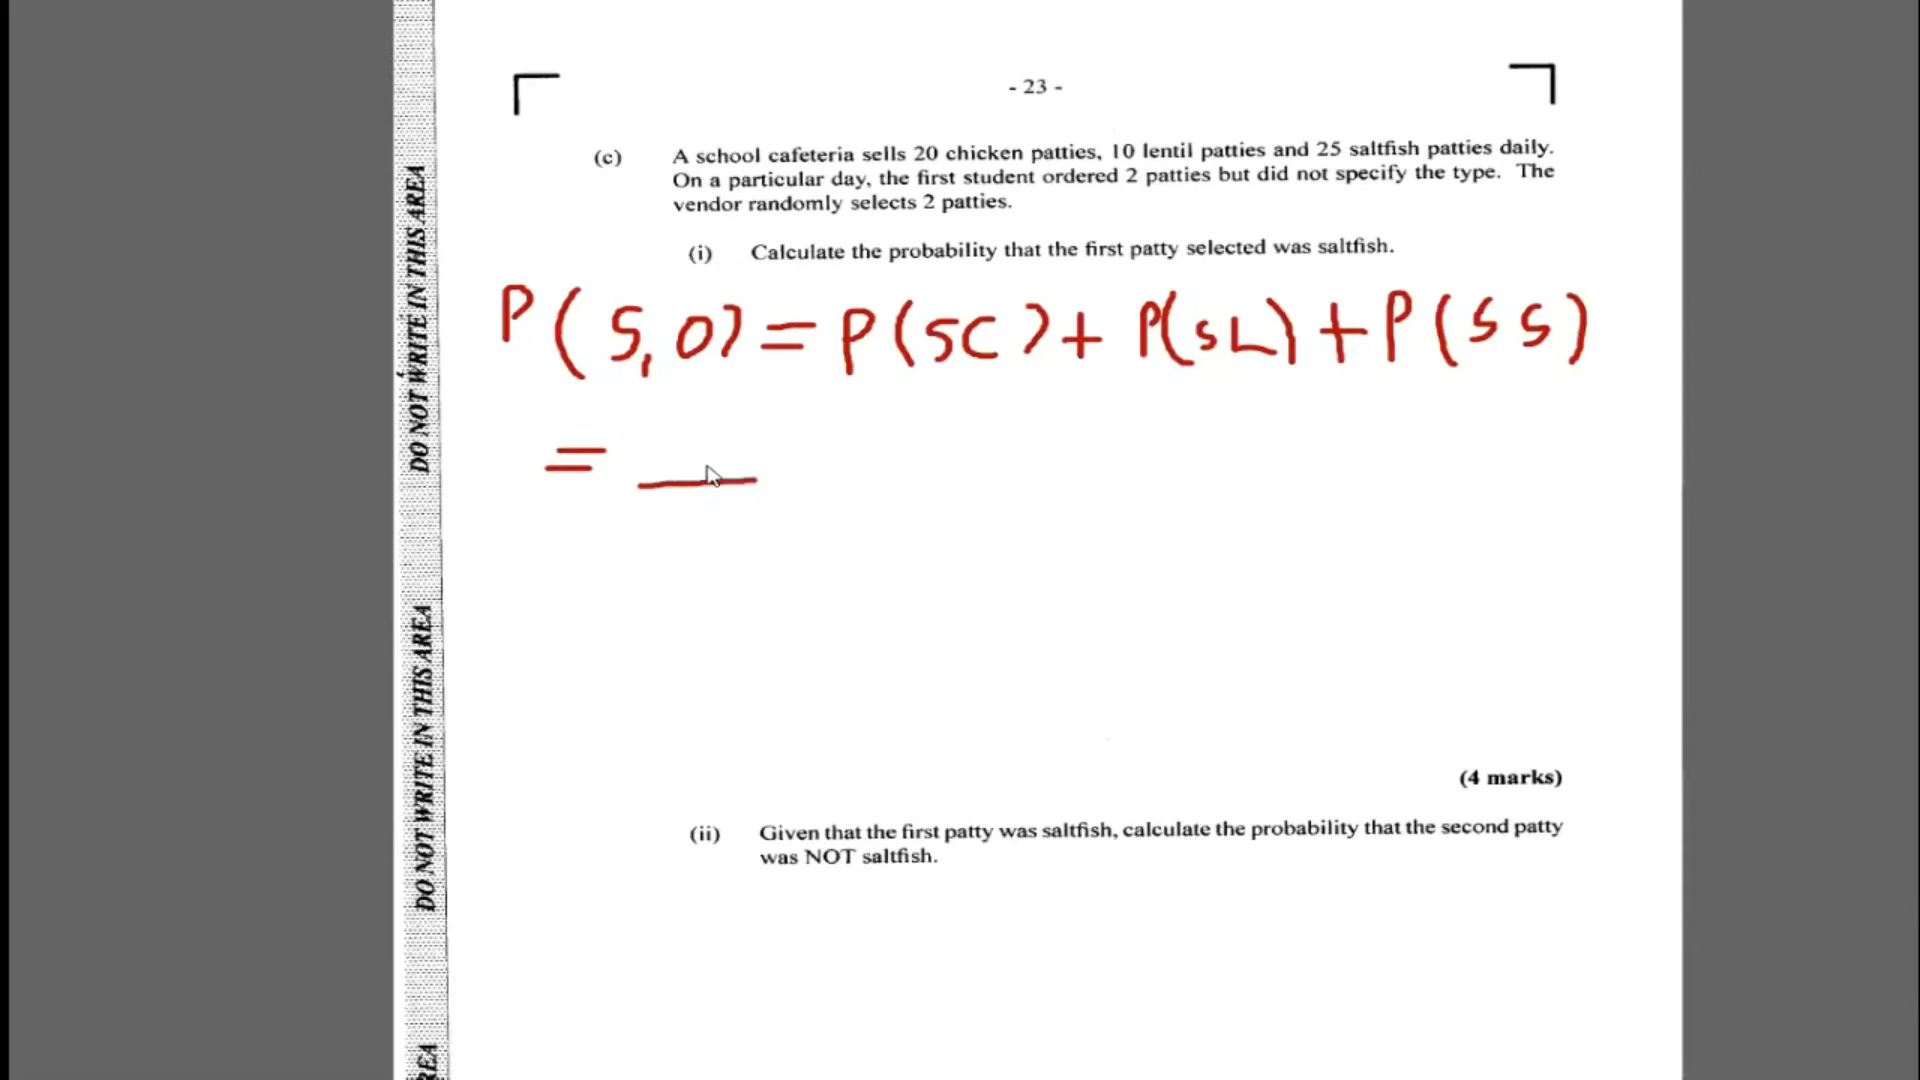 - 23 -
(c) A school cafeteria sells 20 chicken patties, 10 lentil patties and 25 saltfish patties daily.
On a particular day, the first student ordered 2 patties but did not specify the type. The
vendor randomly selects 2 patties.
(i) Calculate the probability that the first patty selected was saltfish.
P(S,O)=P(SC)+P(SL)+P(SS)
=
(4 marks)
(ii) Given that the first patty was saltfish, calculate the probability that the second patty
was NOT saltfish.
DO NOT WRITE IN THIS AREA
DO NOT WRITE IN THIS AREA
REA